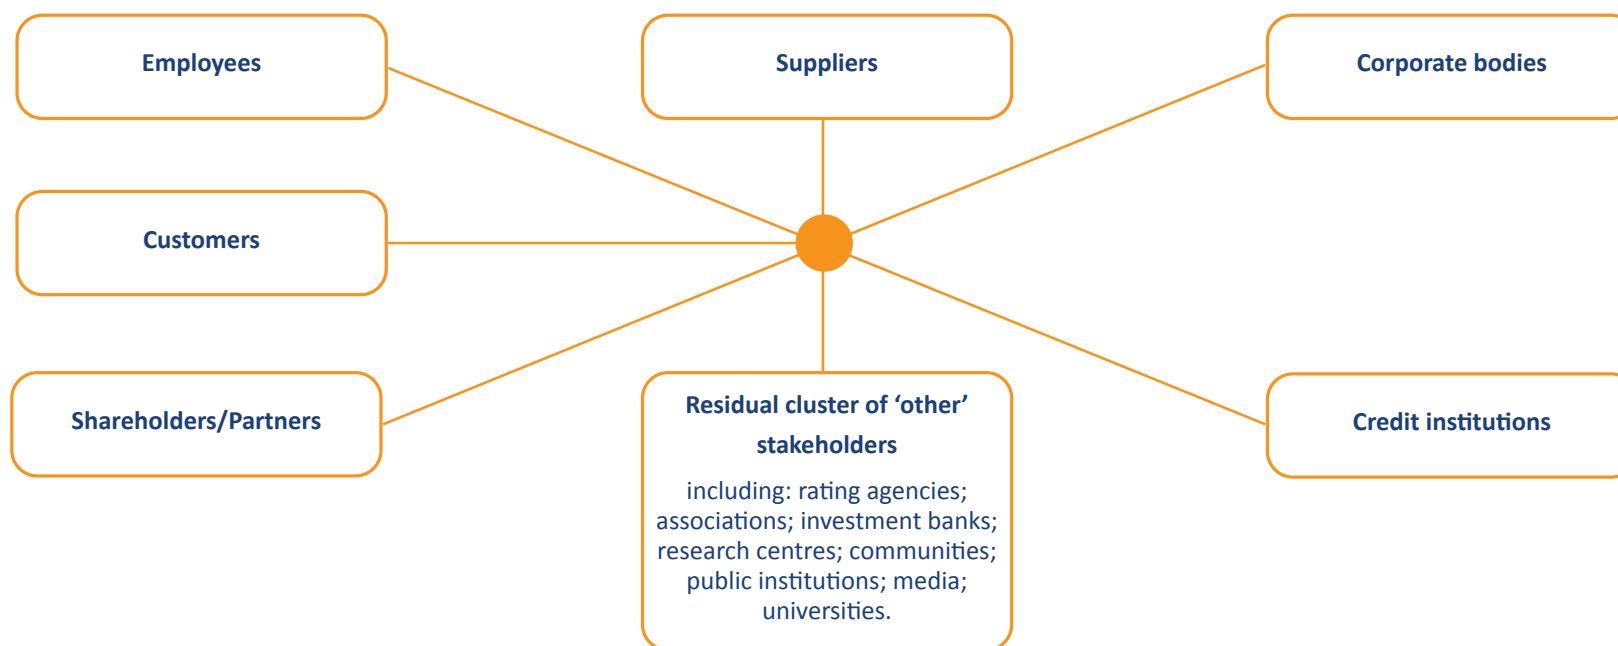 Employees
Suppliers
Corporate bodies
Customers
Shareholders/Partners
Residual cluster of ‘other’
stakeholders
including: rating agencies;
associations; investment banks;
research centres; communities;
public institutions; media;
universities.
Credit institutions